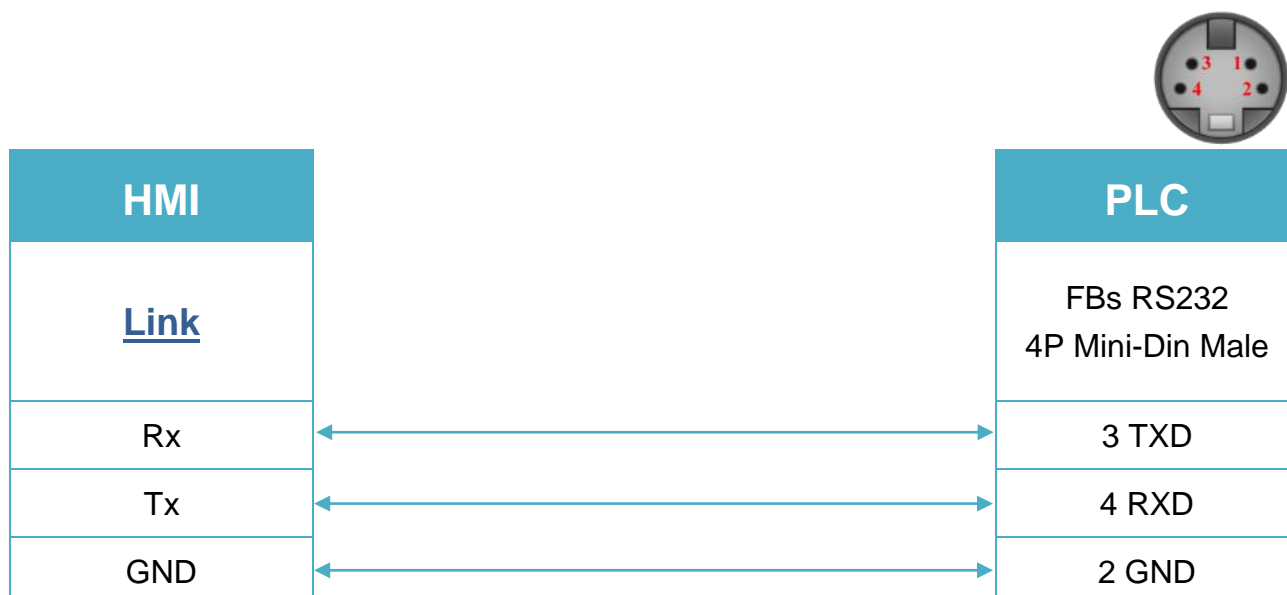 3 1
4 2
HMI PLC
Link
FBs RS232
4P Mini-Din Male
Rx 3 TXD
Tx 4 RXD
GND 2 GND